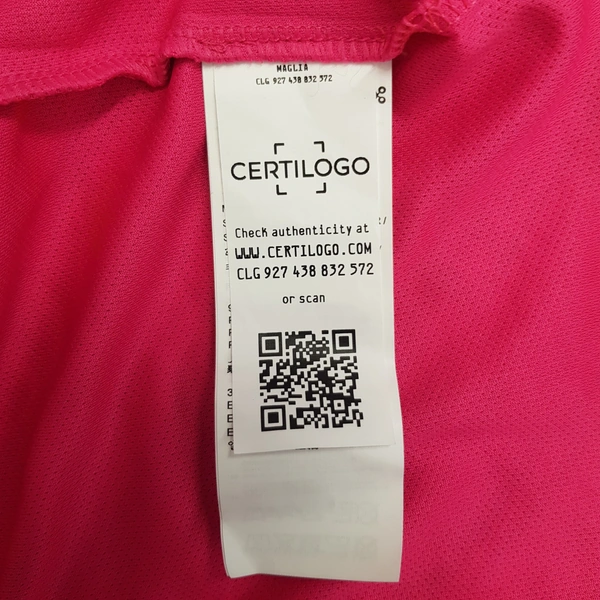 MAGLIA
CLG 927 438 832 572
CERTILOGO
Check authenticity at
WWW.CERTILOGO.COM
CLG 927 438 832 572
or scan